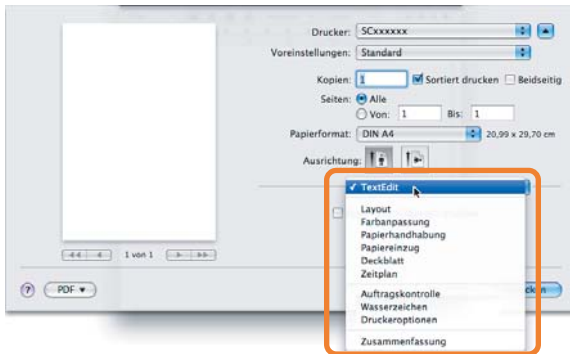 Drucker: SCxxxxxx
Voreinstellungen: Standard
Kopien: 1 Sortiert drucken Beidseitig
Seiten: Alle
Von: 1 Bis: 1
Papierformat: DIN A4 20,99 x 29,70 cm
Ausrichtung:
✓ TextEdit
Layout
Farbanpassung
Papierhandhabung
Papiereinzug
Deckblatt
Zeitplan
Auftragskontrolle
Wasserzeichen
Druckeroptionen
Zusammenfassung
1 von 1
? PDF ▼